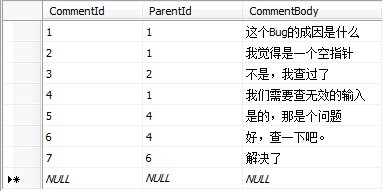 CommentId ParentId CommentBody
1 1 这个Bug的成因是什么
2 1 我觉得是一个空指针
3 2 不是，我查过了
4 1 我们需要查无效的输入
5 4 是的，那是个问题
6 4 好，查一下吧。
7 6 解决了
NULL NULL NULL